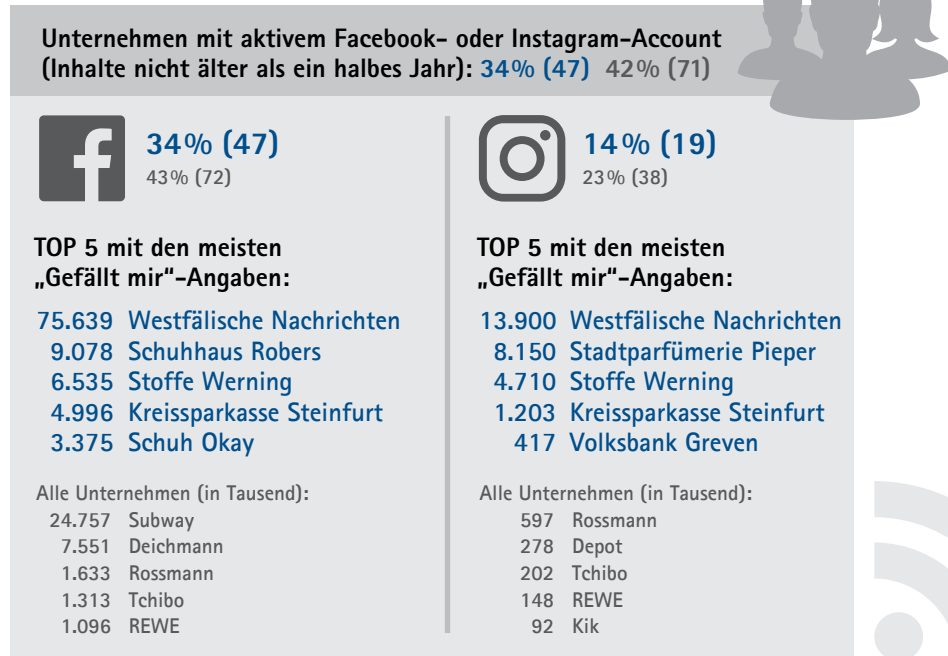 Unternehmen mit aktivem Facebook- oder Instagram-Account
(Inhalte nicht älter als ein halbes Jahr): 34% (47) 42% (71)
34% (47)
43% (72)
TOP 5 mit den meisten
„Gefällt mir"-Angaben:
75.639 Westfälische Nachrichten
9.078 Schuhhaus Robers
6.535 Stoffe Werning
4.996 Kreissparkasse Steinfurt
3.375 Schuh Okay
Alle Unternehmen (in Tausend):
24.757 Subway
7.551 Deichmann
1.633 Rossmann
1.313 Tchibo
1.096 REWE
14% (19)
23% (38)
TOP 5 mit den meisten
„Gefällt mir"-Angaben:
13.900 Westfälische Nachrichten
8.150 Stadtparfümerie Pieper
4.710 Stoffe Werning
1.203 Kreissparkasse Steinfurt
417 Volksbank Greven
Alle Unternehmen (in Tausend):
597 Rossmann
278 Depot
202 Tchibo
148 REWE
92 Kik